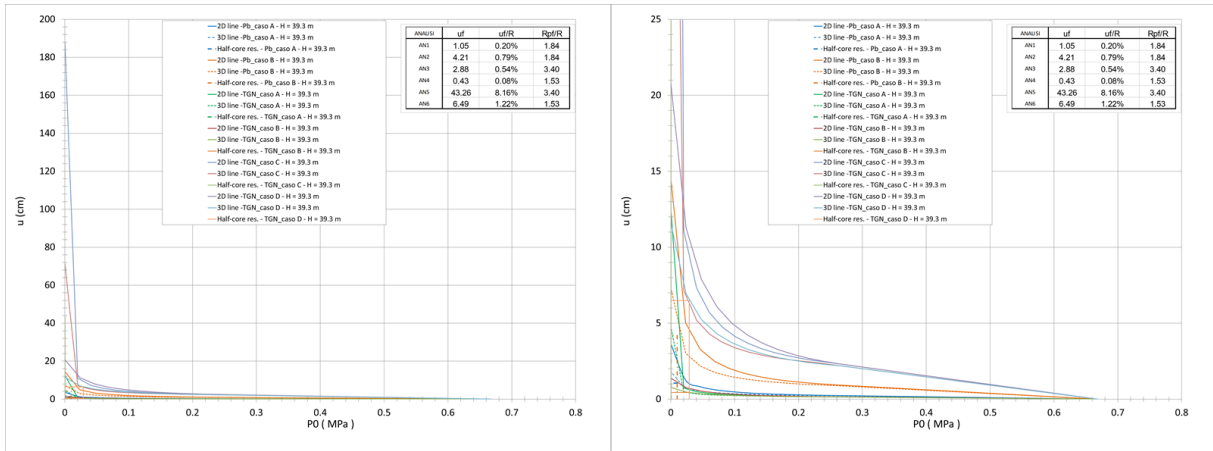 200
180
160
140
120
100
80
60
40
20
0
u (cm)
0 0.1 0.2 0.3 0.4 0.5 0.6 0.7 0.8
P0 ( MPa )
2D line -Pb_caso A - H = 39.3 m
3D line -Pb_caso A - H = 39.3 m
Half-core res. - Pb_caso A - H = 39.3 m
2D line -Pb_caso B - H = 39.3 m
3D line -Pb_caso B - H = 39.3 m
Half-core res. - Pb_caso B - H = 39.3 m
2D line -TGN_caso A - H = 39.3 m
3D line -TGN_caso A - H = 39.3 m
Half-core res. - TGN_caso A - H = 39.3 m
2D line -TGN_caso B - H = 39.3 m
3D line -TGN_caso B - H = 39.3 m
Half-core res. - TGN_caso B - H = 39.3 m
2D line -TGN_caso C - H = 39.3 m
3D line -TGN_caso C - H = 39.3 m
Half-core res. - TGN_caso C - H = 39.3 m
2D line -TGN_caso D - H = 39.3 m
3D line -TGN_caso D - H = 39.3 m
Half-core res. - TGN_caso D - H = 39.3 m
ANALISI uf uf/R Rpf/R
AN1 1.05 0.20% 1.84
AN2 4.21 0.79% 1.84
AN3 2.88 0.54% 3.40
AN4 0.43 0.08% 1.53
AN5 43.26 8.16% 3.40
AN6 6.49 1.22% 1.53
25
20
15
10
5
0
u (cm)
0 0.1 0.2 0.3 0.4 0.5 0.6 0.7 0.8
P0 ( MPa )
2D line -Pb_caso A - H = 39.3 m
3D line -Pb_caso A - H = 39.3 m
Half-core res. - Pb_caso A - H = 39.3 m
2D line -Pb_caso B - H = 39.3 m
3D line -Pb_caso B - H = 39.3 m
Half-core res. - Pb_caso B - H = 39.3 m
2D line -TGN_caso A - H = 39.3 m
3D line -TGN_caso A - H = 39.3 m
Half-core res. - TGN_caso A - H = 39.3 m
2D line -TGN_caso B - H = 39.3 m
3D line -TGN_caso B - H = 39.3 m
Half-core res. - TGN_caso B - H = 39.3 m
2D line -TGN_caso C - H = 39.3 m
3D line -TGN_caso C - H = 39.3 m
Half-core res. - TGN_caso C - H = 39.3 m
2D line -TGN_caso D - H = 39.3 m
3D line -TGN_caso D - H = 39.3 m
Half-core res. - TGN_caso D - H = 39.3 m
ANALISI uf uf/R Rpf/R
AN1 1.05 0.20% 1.84
AN2 4.21 0.79% 1.84
AN3 2.88 0.54% 3.40
AN4 0.43 0.08% 1.53
AN5 43.26 8.16% 3.40
AN6 6.49 1.22% 1.53